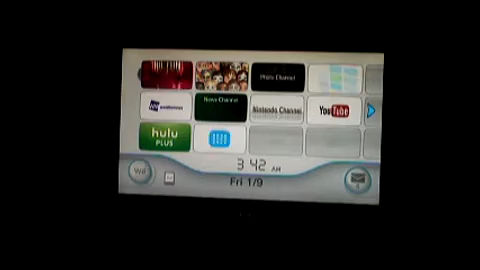 Photo Channel
News Channel
Nintendo Channel
YouTube
hulu
PLUS
3:42 AM
Wii
Fri 1/9